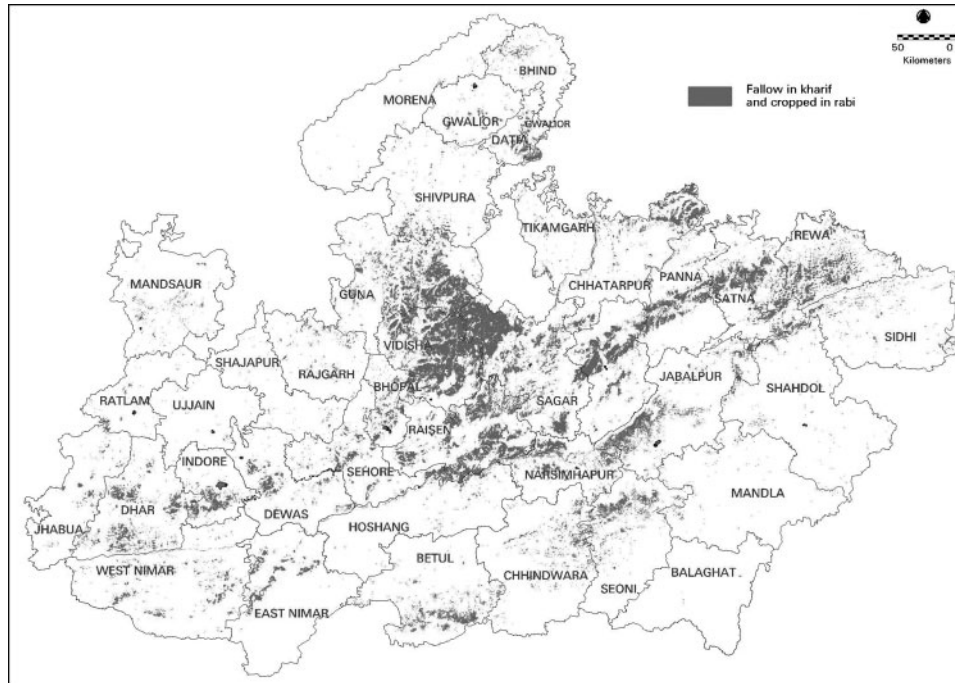 50 0
Kilometers
Fallow in kharif
and cropped in rabi
BHIND
MORENA
GWALIOR
GWALIOR
DATIA
SHIVPURA
TIKAMGARH
REWA
PANNA
MANDSAUR
CHHATARPUR
GUNA
SATNA
SIDHI
VIDISHA
SHAJAPUR
RAJGARH
BHOPAL
JABALPUR
SHAHDOL
RATLAM
UJJAIN
SAGAR
RAISEN
INDORE
SEHORE
NARSIMHAPUR
MANDLA
DHAR
DEWAS
JHABUA
HOSHANG
BETUL
WEST NIMAR
CHHINDWARA
BALAGHAT
SEONI
EAST NIMAR